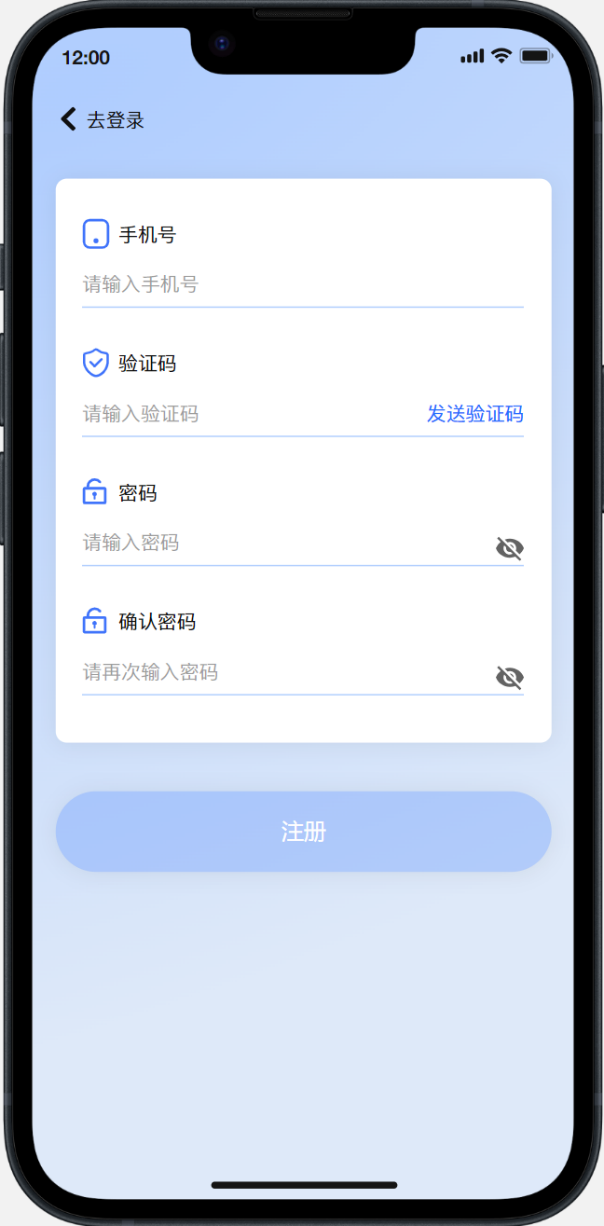 12:00
去登录
手机号
请输入手机号
验证码
请输入验证码 发送验证码
密码
请输入密码
确认密码
请再次输入密码
注册